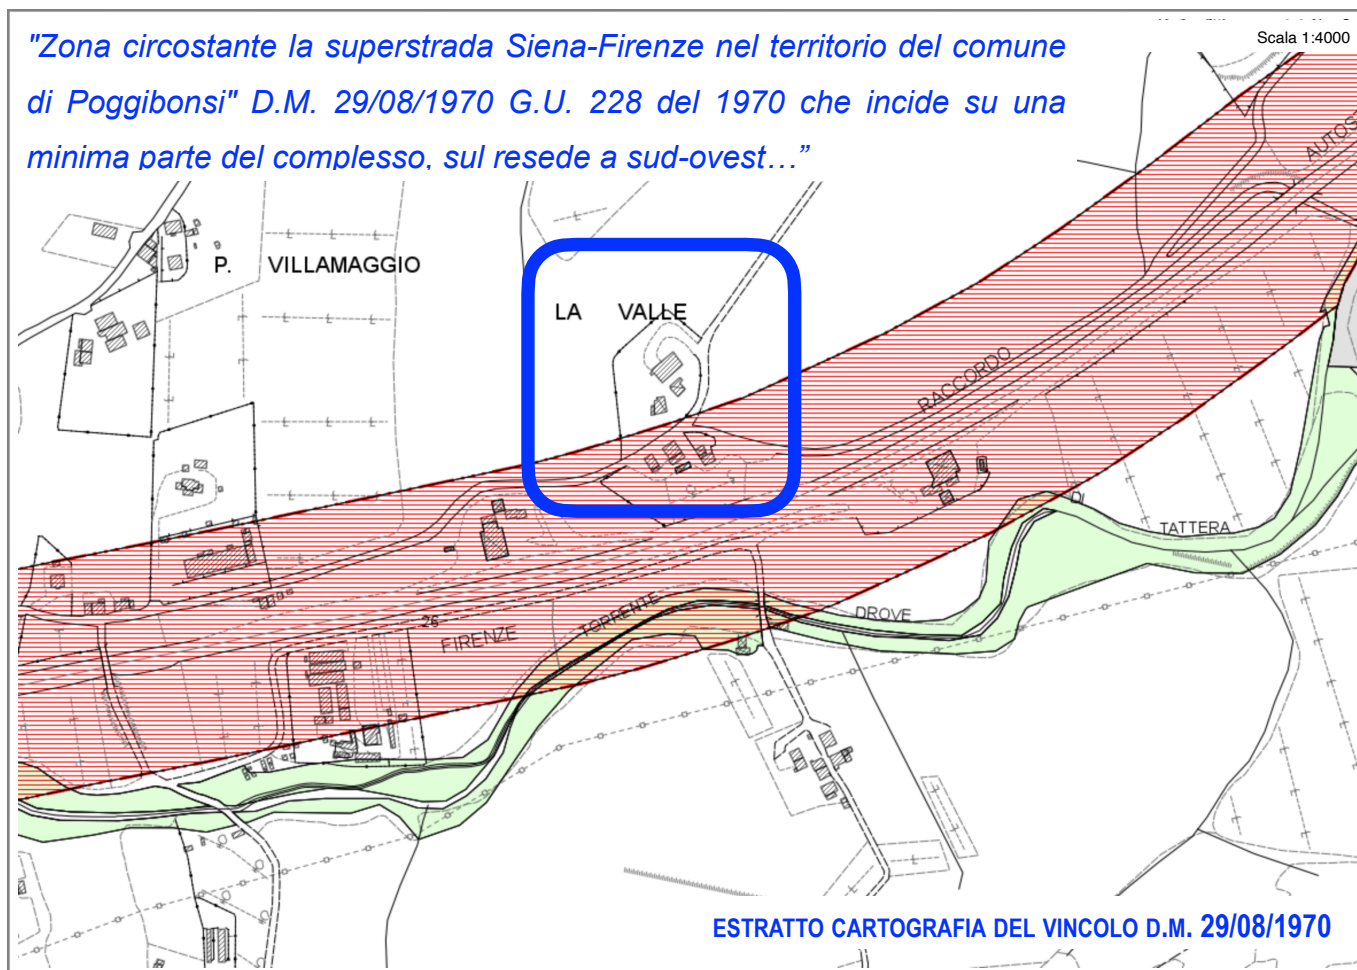 Scala 1:4000
"Zona circostante la superstrada Siena-Firenze nel territorio del comune
di Poggibonsi" D.M. 29/08/1970 G.U. 228 del 1970 che incide su una
minima parte del complesso, sul resede a sud-ovest…”
AUTOS
P. VILLAMAGGIO
LA VALLE
RACCORDO
DI
TATTERA
DROVE
TORRENTE
26
FIRENZE
ESTRATTO CARTOGRAFIA DEL VINCOLO D.M. 29/08/1970